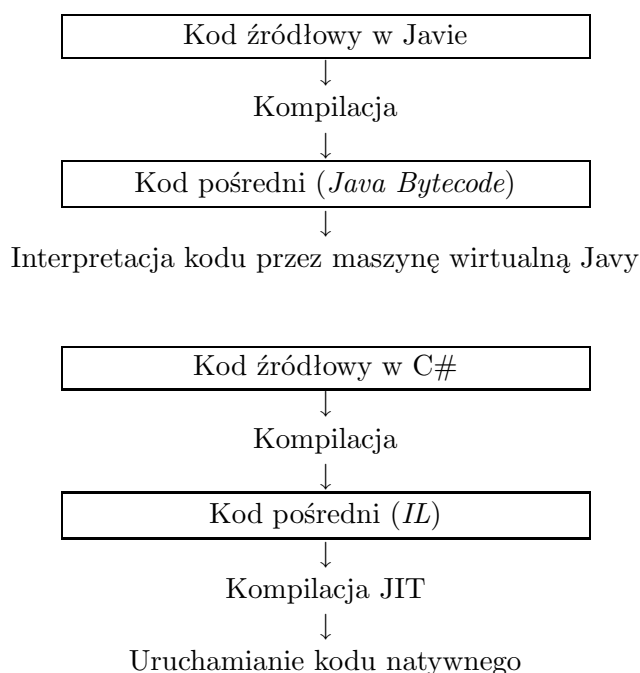 Kod źródłowy w Javie
↓
Kompilacja
↓
Kod pośredni (Java Bytecode)
↓
Interpretacja kodu przez maszynę wirtualną Javy
Kod źródłowy w C#
↓
Kompilacja
↓
Kod pośredni (IL)
↓
Kompilacja JIT
↓
Uruchamianie kodu natywnego